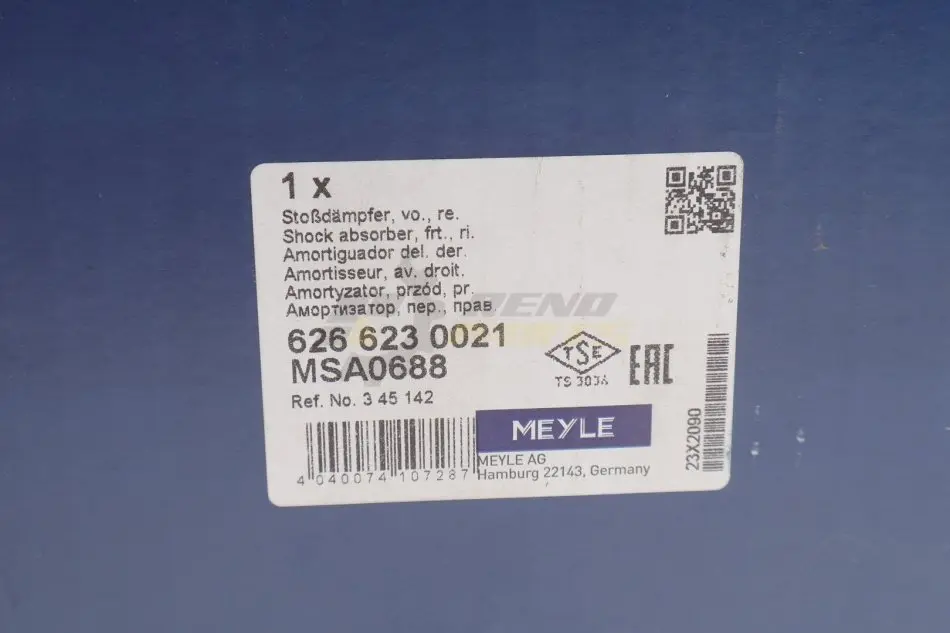 1 x
Stoßdämpfer, vo., re.
Shock absorber, frt., ri.
Amortiguador del. der.
Amortisseur, av. droit.
Amortyzator, przód, pr.
Амортизатор, пер., прав.
626 623 0021
MSA0688
Ref. No. 3 45 142
TSE
TS 303A
EAC
MEYLE
MEYLE AG
Hamburg 22143, Germany
4 040074 107287
23X2090
RENO